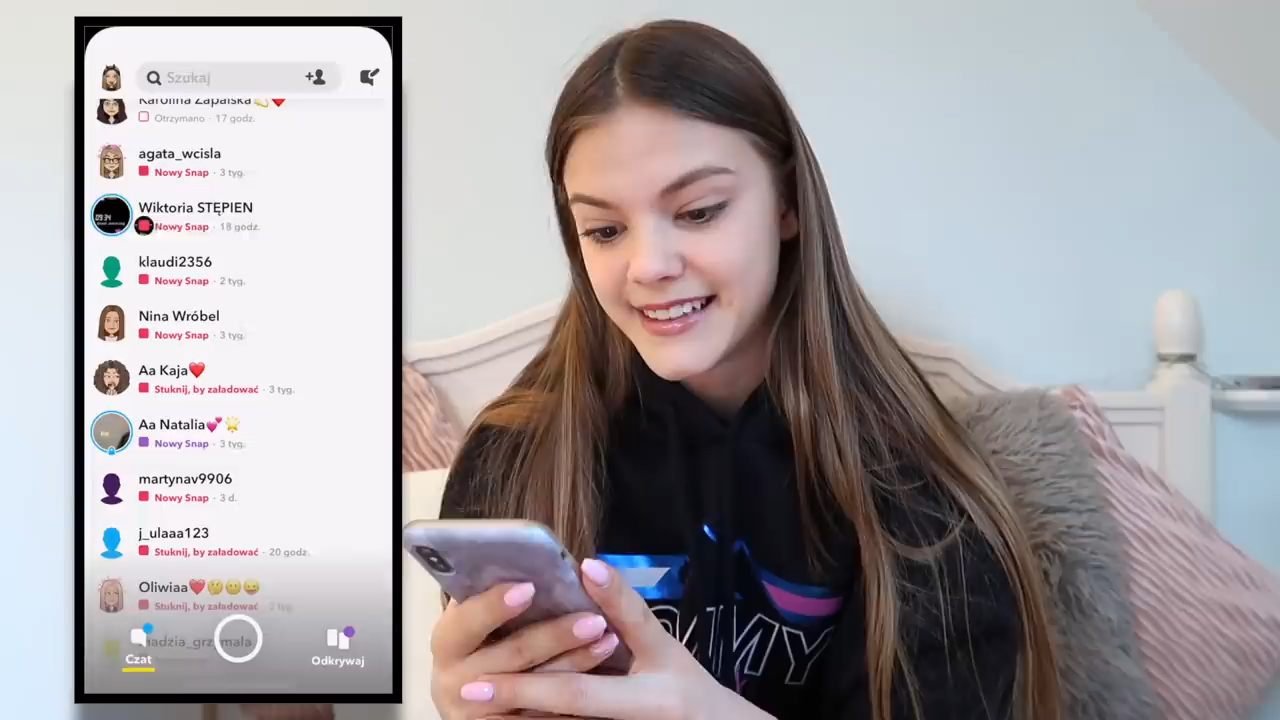 Szukaj
Karolina Zapalska
Otrzymano · 17 godz.
agata_wcisla
Nowy Snap · 3 tyg.
Wiktoria STĘPIEN
Nowy Snap · 18 godz.
klaudi2356
Nowy Snap · 2 tyg.
Nina Wróbel
Nowy Snap · 3 tyg.
Aa Kaja❤️
Stuknij, by załadować · 3 tyg.
Aa Natalia💕🌟
Nowy Snap · 3 tyg.
martynav9906
Nowy Snap · 3 d.
j_ulaaa123
Stuknij, by załadować · 20 godz.
Oliwiaa❤️🤔🙂😄
Stuknij, by załadować
Czat
Odkrywaj